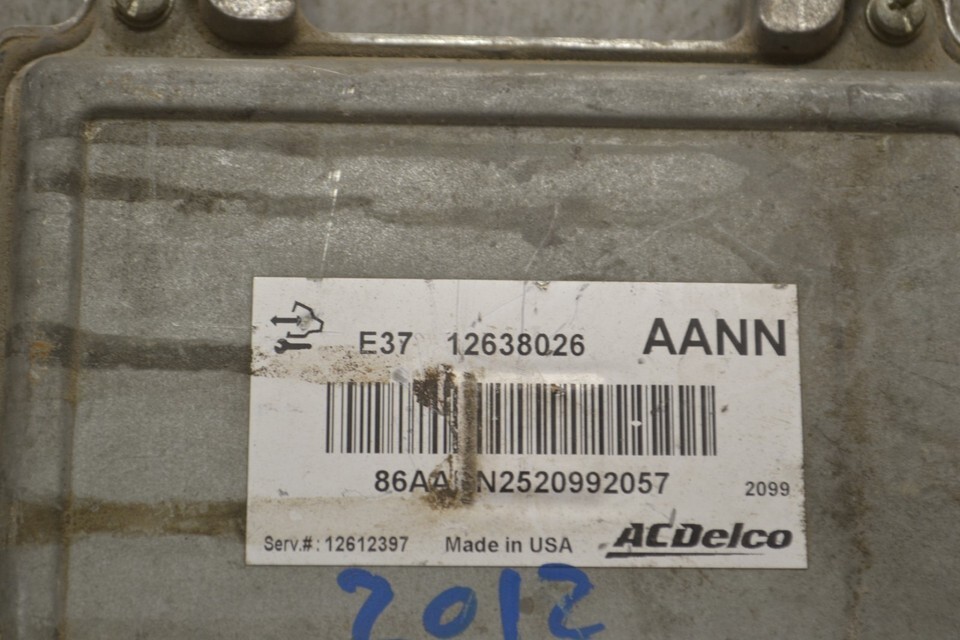 E37 12638026 AANN
2099
Serv.#: 12612397 Made in USA ACDelco
2012